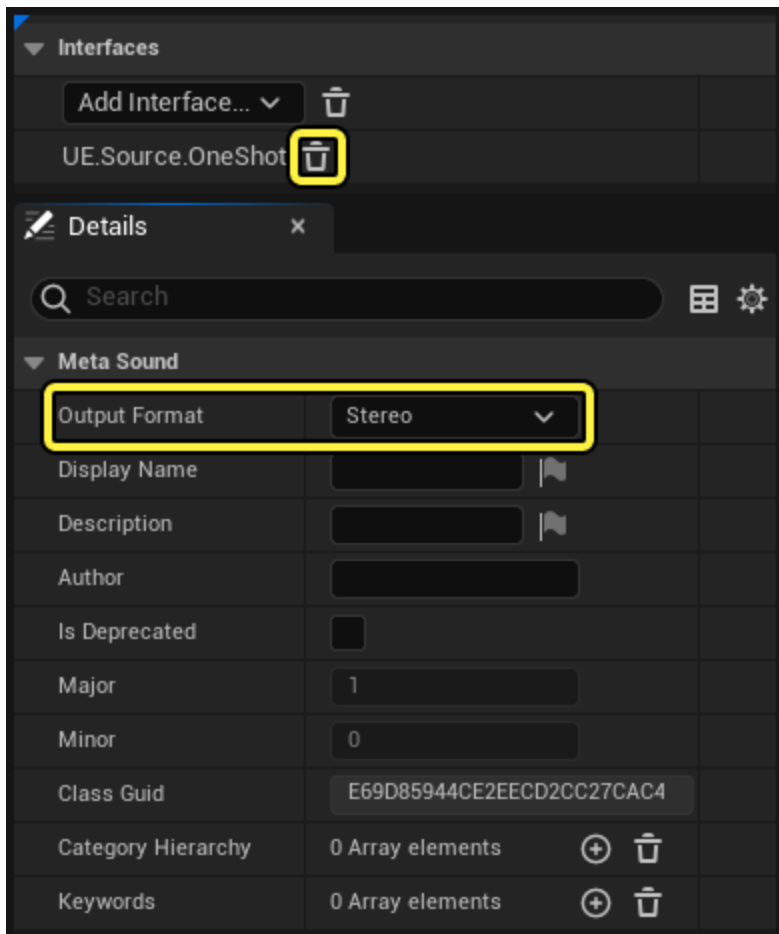 Interfaces
Add Interface...
UE.Source.OneShot
Details
Search
Meta Sound
Output Format Stereo
Display Name
Description
Author
Is Deprecated
Major 1
Minor 0
Class Guid E69D85944CE2EECD2CC27CAC4
Category Hierarchy 0 Array elements
Keywords 0 Array elements